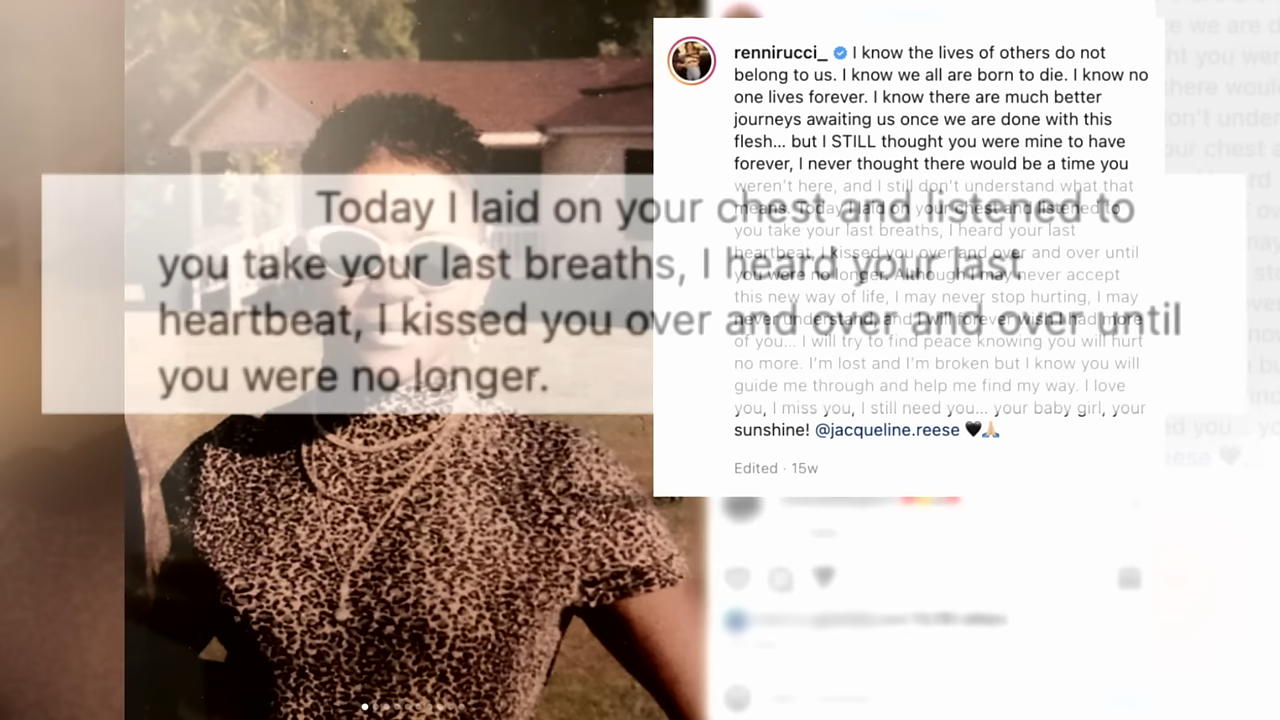 rennirucci_ I know the lives of others do not
belong to us. I know we all are born to die. I know no
one lives forever. I know there are much better
journeys awaiting us once we are done with this
flesh... but I STILL thought you were mine to have
forever, I never thought there would be a time you
weren't here, and I still don't understand what that
means. Today I laid on your chest and listened to
you take your last breaths, I heard your last
heartbeat, I kissed you over and over and over until
you were no longer. Although I may never accept
this new way of life, I may never stop hurting, I may
never understand, and I will forever wish I had more
of you... I will try to find peace knowing you will hurt
no more. I'm lost and I'm broken but I know you will
guide me through and help me find my way. I love
you, I miss you, I still need you... your baby girl, your
sunshine! @jacqueline.reese 🖤🙏🏼
Edited · 15w
Today I laid on your chest and listened to
you take your last breaths, I heard your last
heartbeat, I kissed you over and over and over until
you were no longer.